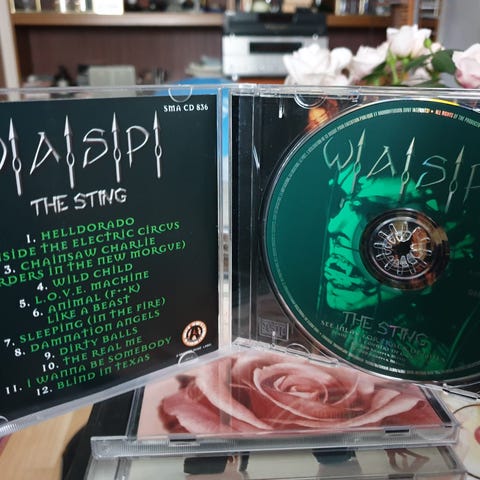 SMA CD 836
W|A|S|P|
THE STING
1. HELLDORADO
INSIDE THE ELECTRIC CIRCUS
3. CHAINSAW CHARLIE
(MURDERS IN THE NEW MORGUE)
4. WILD CHILD
5. L.O.V.E. MACHINE
6. ANIMAL (F**K)
LIKE A BEAST
7. SLEEPING (IN THE FIRE)
8. DAMNATION ANGELS
9. DIRTY BALLS
10. THE REAL ME
11. I WANNA BE SOMEBODY
12. BLIND IN TEXAS
W|A|S|P
THE STING